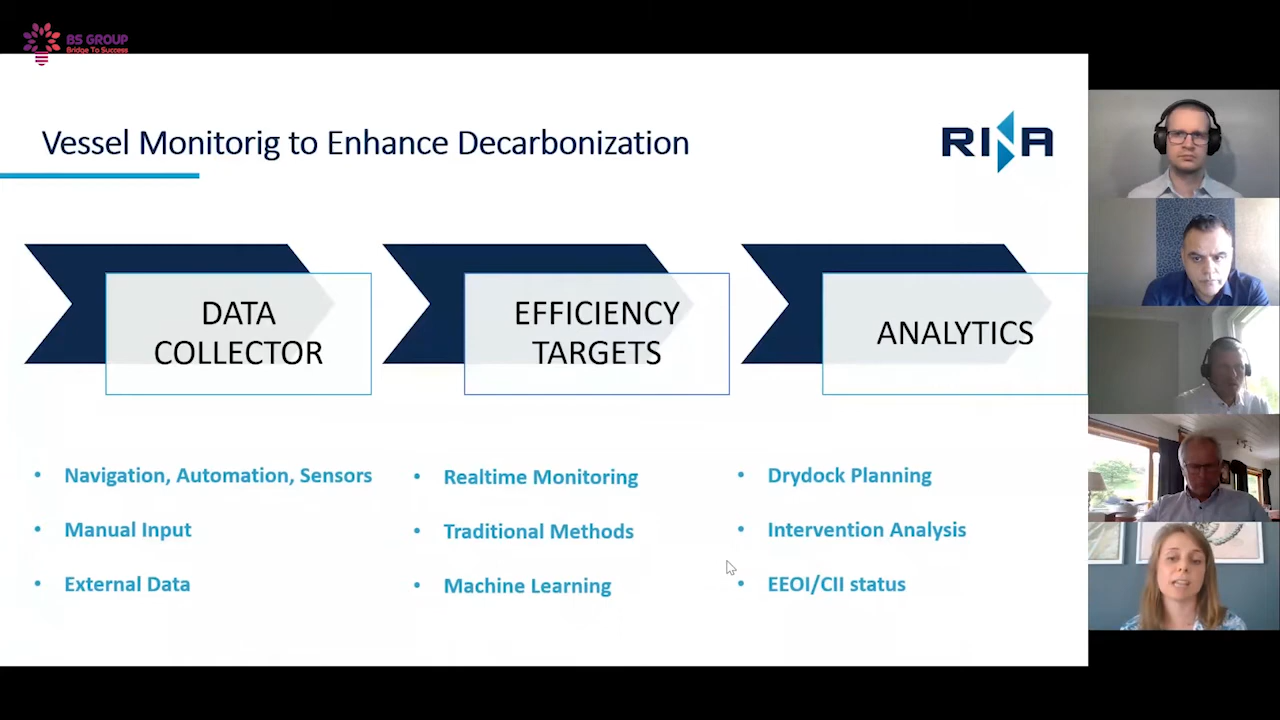 BS GROUP
Bridge To Success
Vessel Monitorig to Enhance Decarbonization
RINA
DATA
COLLECTOR
EFFICIENCY
TARGETS
ANALYTICS
• Navigation, Automation, Sensors
• Manual Input
• External Data
• Realtime Monitoring
• Traditional Methods
• Machine Learning
• Drydock Planning
• Intervention Analysis
• EEOI/CII status